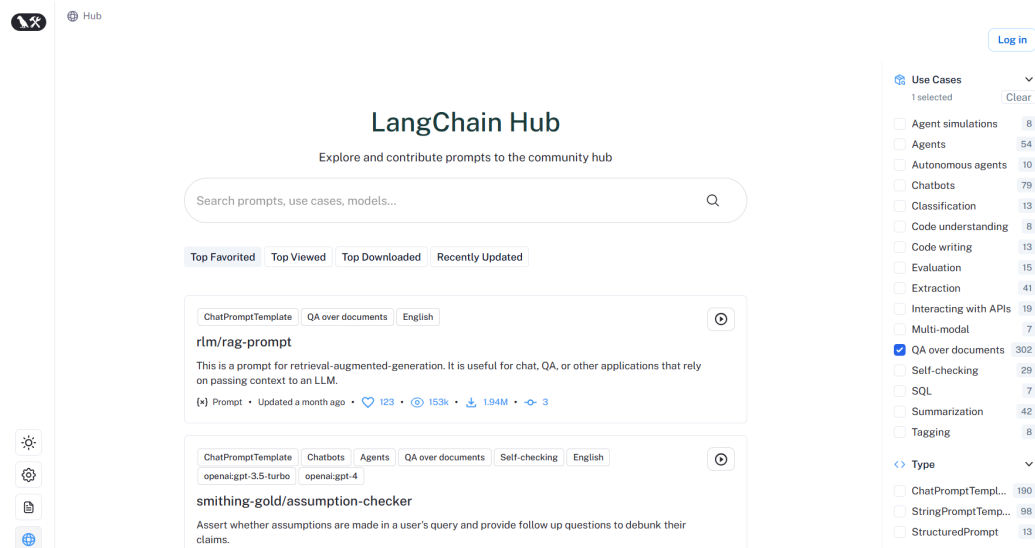 Hub
Log in
LangChain Hub
Explore and contribute prompts to the community hub
Search prompts, use cases, models...
Top Favorited
Top Viewed
Top Downloaded
Recently Updated
ChatPromptTemplate
QA over documents
English
rlm/rag-prompt
This is a prompt for retrieval-augmented-generation. It is useful for chat, QA, or other applications that rely
on passing context to an LLM.
Prompt • Updated a month ago • 123 • 153k • 1.94M • 3
ChatPromptTemplate
Chatbots
Agents
QA over documents
Self-checking
English
openai:gpt-3.5-turbo
openai:gpt-4
smithing-gold/assumption-checker
Assert whether assumptions are made in a user's query and provide follow up questions to debunk their
claims.
Use Cases
1 selected
Clear
Agent simulations 8
Agents 54
Autonomous agents 10
Chatbots 79
Classification 13
Code understanding 8
Code writing 13
Evaluation 15
Extraction 41
Interacting with APIs 19
Multi-modal 7
QA over documents 302
Self-checking 29
SQL 7
Summarization 42
Tagging 8
Type
ChatPromptTempl... 190
StringPromptTemp... 98
StructuredPrompt 13